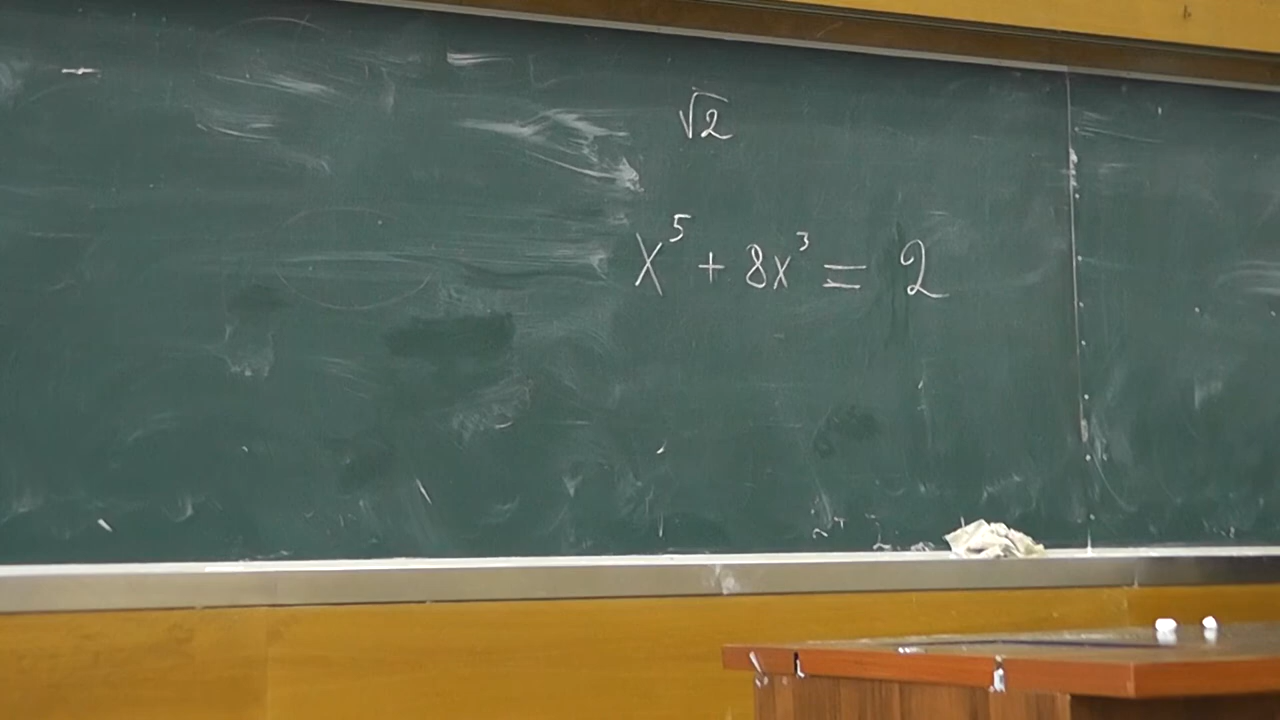 √2
x⁵ + 8x³ = 2